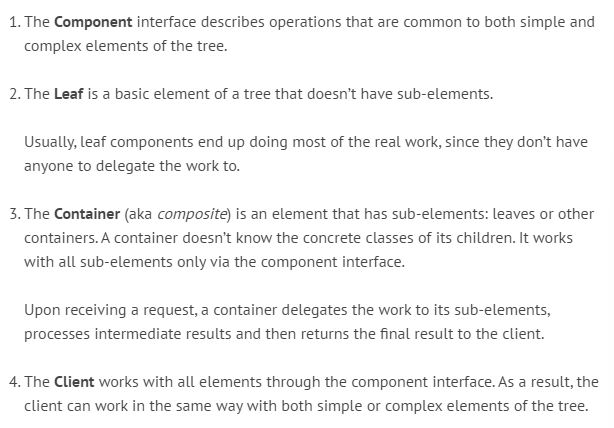 1. The Component interface describes operations that are common to both simple and
complex elements of the tree.
2. The Leaf is a basic element of a tree that doesn’t have sub-elements.
Usually, leaf components end up doing most of the real work, since they don’t have
anyone to delegate the work to.
3. The Container (aka composite) is an element that has sub-elements: leaves or other
containers. A container doesn’t know the concrete classes of its children. It works
with all sub-elements only via the component interface.
Upon receiving a request, a container delegates the work to its sub-elements,
processes intermediate results and then returns the final result to the client.
4. The Client works with all elements through the component interface. As a result, the
client can work in the same way with both simple or complex elements of the tree.